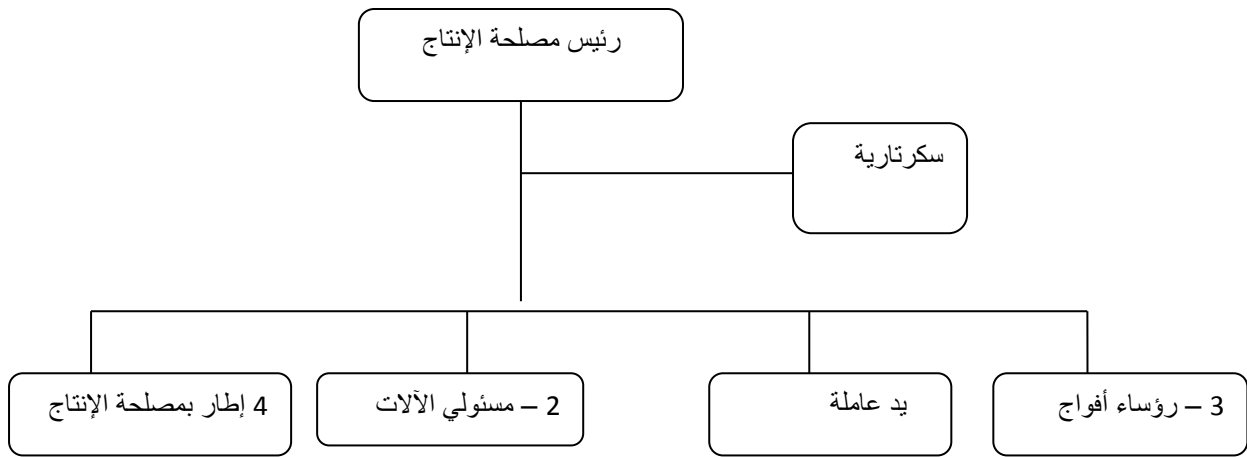 رئيس مصلحة الإنتاج
سكرتارية
3 – رؤساء أفواج
يد عاملة
2 – مسئولي الآلات
4 إطار بمصلحة الإنتاج